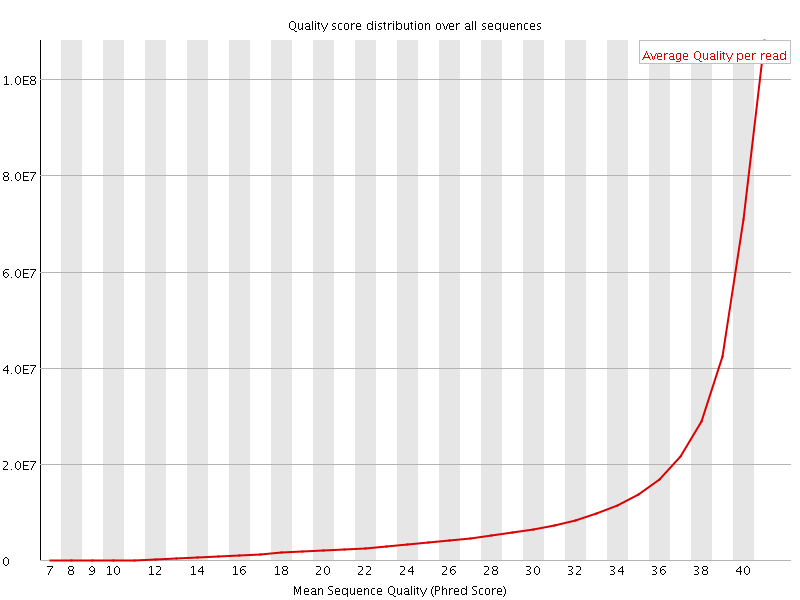 Quality score distribution over all sequences
Average Quality per read
1.0E8
8.0E7
6.0E7
4.0E7
2.0E7
0
7 8 9 10 12 14 16 18 20 22 24 26 28 30 32 34 36 38 40
Mean Sequence Quality (Phred Score)